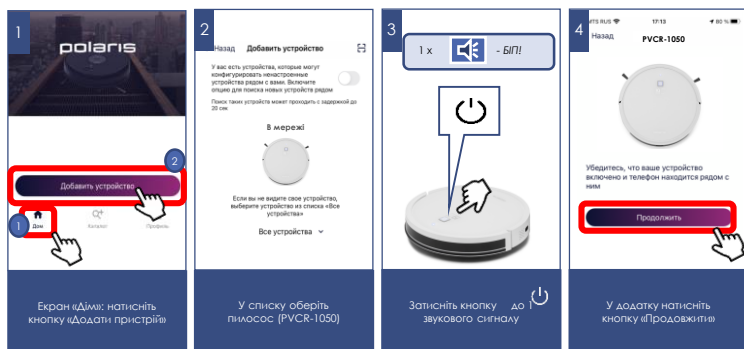 1
polaris
2
Добавить устройство
1
Дом
Каталог
Профиль
Екран «Дім»: натисніть
кнопку «Додати пристрій»
2
Назад Добавить устройство
У вас есть устройства, которые могут
конфигурировать ненастроенные
устройства рядом с вами. Включите
опцию для поиска новых устройств рядом
Поиск таких устройств может проходить с задержкой до
35 сек
В мережі
Если вы не видите свое устройство,
выберите устройство из списка «Все
устройства»
Все устройства
У списку оберіть
пилосос (PVCR-1050)
3
1 x - БІП!
Затисніть кнопку до 1
звукового сигналу
4
MTS RUS 17:13 80 %
Назад PVCR-1050
Убедитесь, что ваше устройство
включено и телефон находится рядом с
ним
Продолжить
У додатку натисніть
кнопку «Продовжити»